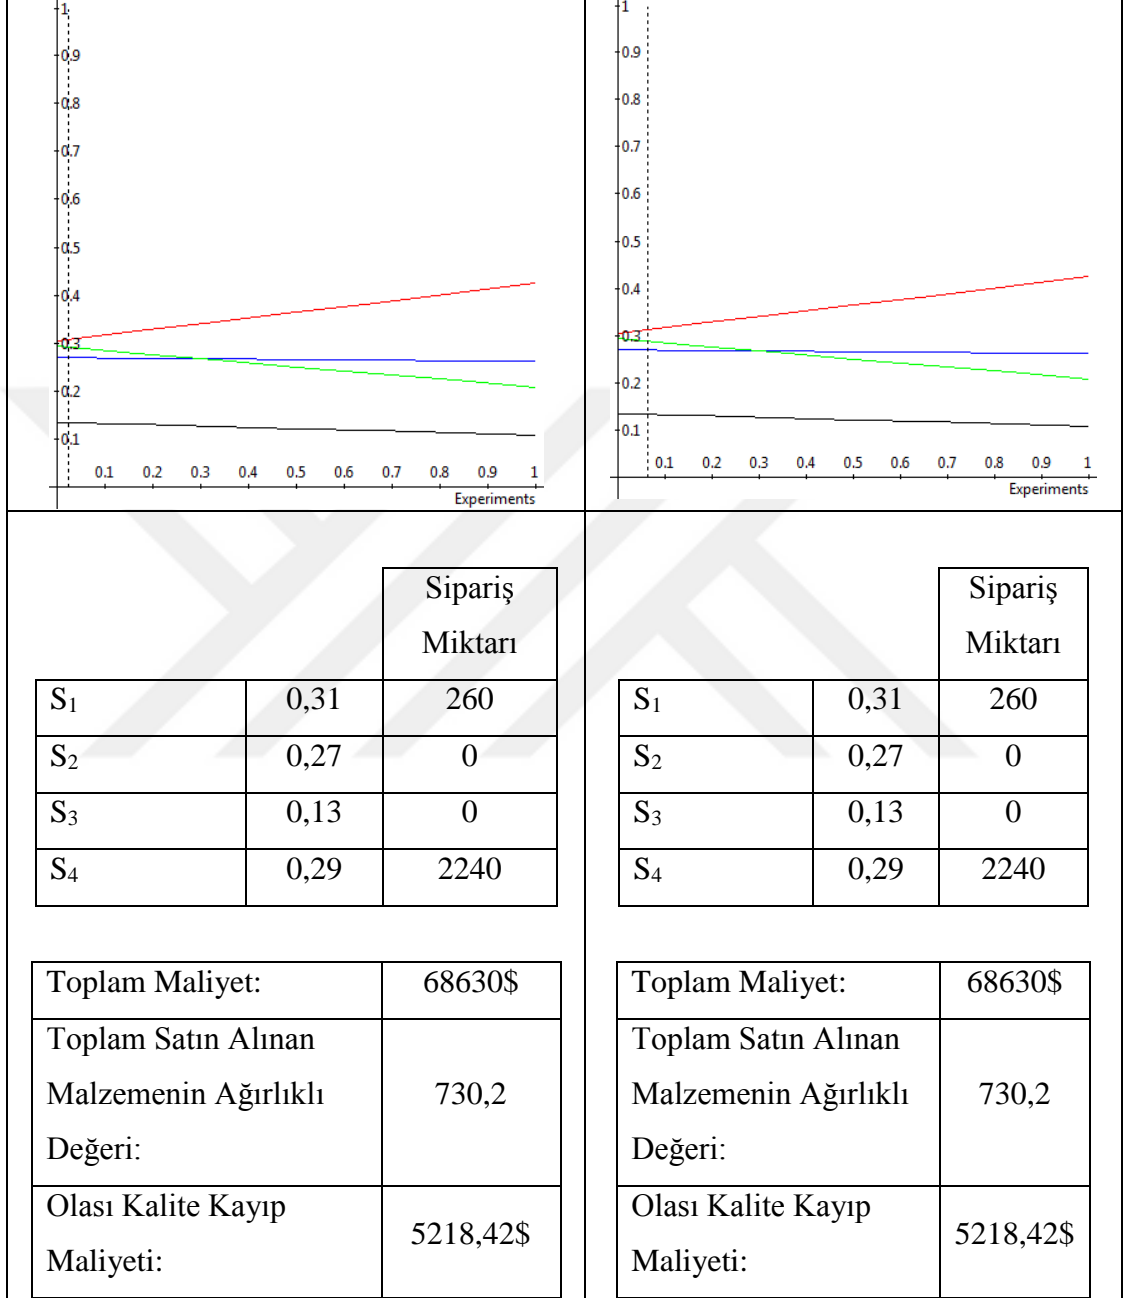 1
0.9
0.8
0.7
0.6
0.5
0.4
0.3
0.2
0.1
0.1 0.2 0.3 0.4 0.5 0.6 0.7 0.8 0.9 1
Experiments
1
0.9
0.8
0.7
0.6
0.5
0.4
0.3
0.2
0.1
0.1 0.2 0.3 0.4 0.5 0.6 0.7 0.8 0.9 1
Experiments
Sipariş
Miktarı
S1 0,31 260
S2 0,27 0
S3 0,13 0
S4 0,29 2240
Toplam Maliyet: 68630$
Toplam Satın Alınan
Malzemenin Ağırlıklı 730,2
Değeri:
Olası Kalite Kayıp
Maliyeti: 5218,42$
Sipariş
Miktarı
S1 0,31 260
S2 0,27 0
S3 0,13 0
S4 0,29 2240
Toplam Maliyet: 68630$
Toplam Satın Alınan
Malzemenin Ağırlıklı 730,2
Değeri:
Olası Kalite Kayıp
Maliyeti: 5218,42$